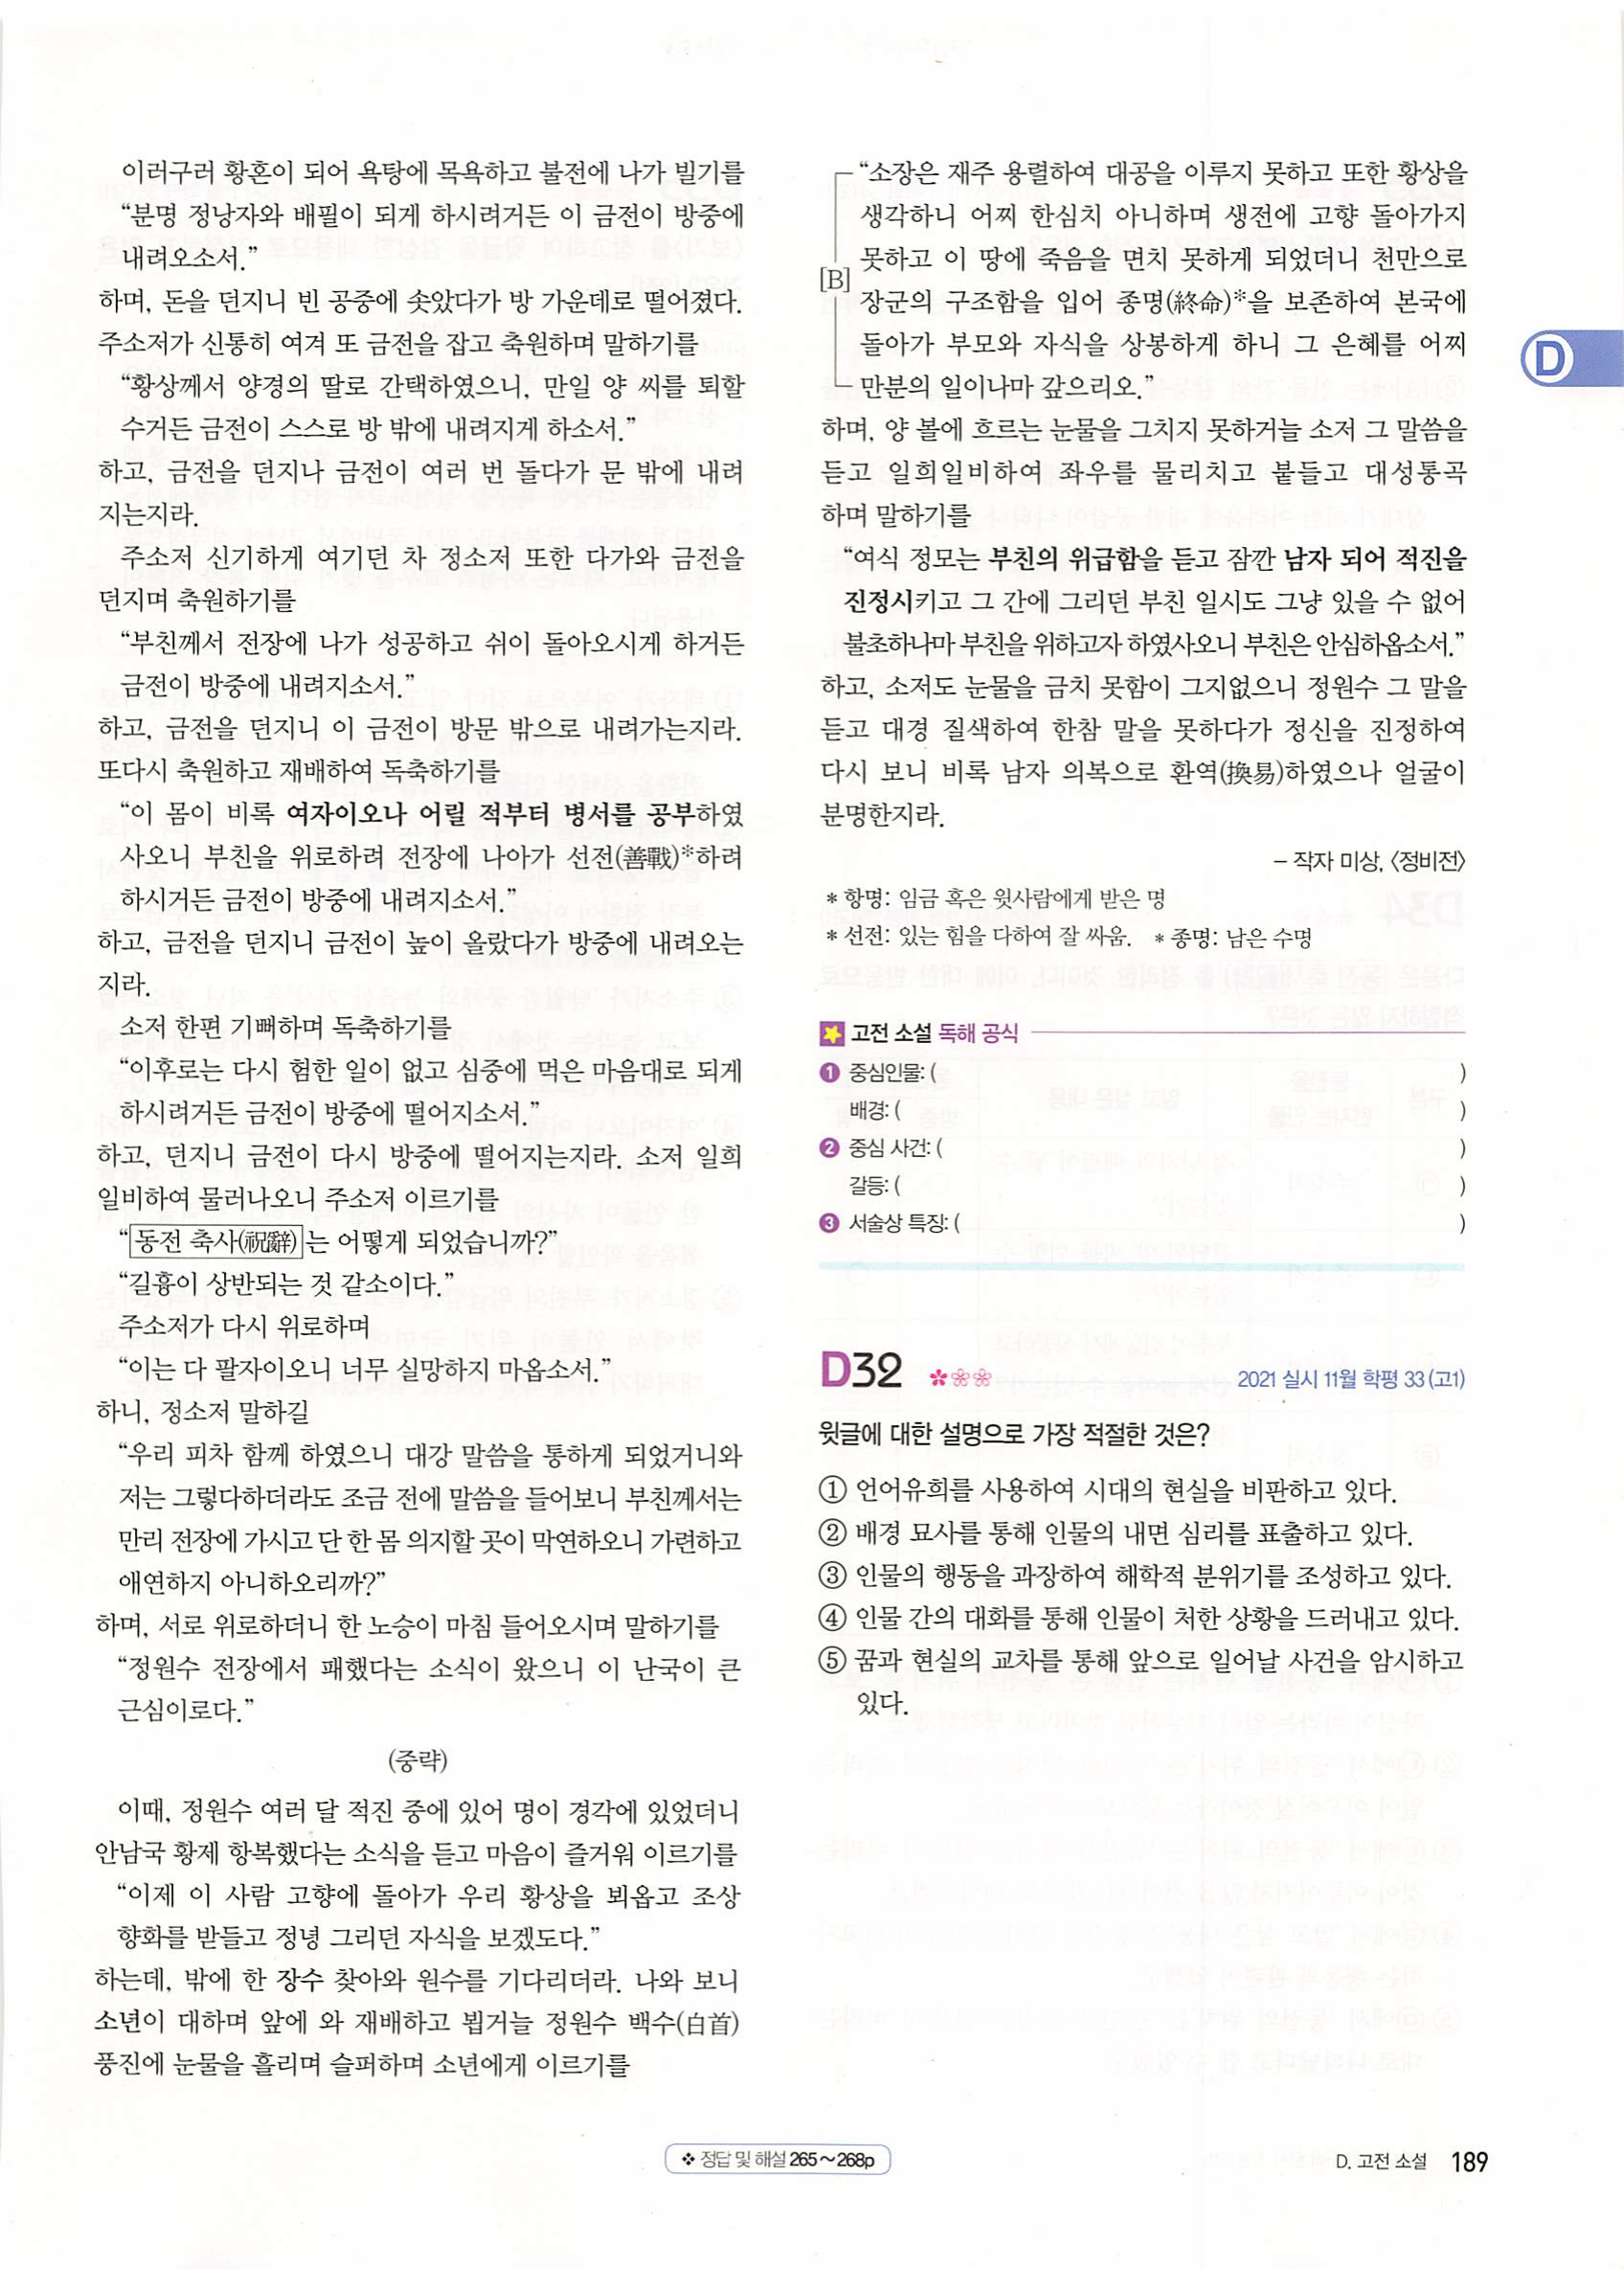 이러구러 황혼이 되어 욕탕에 목욕하고 불전에 나가 빌기를
“분명 정낭자와 배필이 되게 하시려거든 이 금전이 방중에
내려오소서.”
하며, 돈을 던지니 빈 공중에 솟았다가 방 가운데로 떨어졌다.
주소저가 신통히 여겨 또 금전을 잡고 축원하며 말하기를
“황상께서 양경의 딸로 간택하였으니, 만일 양 씨를 퇴할
수거든 금전이 스스로 방 밖에 내려지게 하소서.”
하고, 금전을 던지나 금전이 여러 번 돌다가 문 밖에 내려
지는지라.
주소저 신기하게 여기던 차 정소저 또한 다가와 금전을
던지며 축원하기를
“부친께서 전장에 나가 성공하고 쉬이 돌아오시게 하거든
금전이 방중에 내려지소서.”
하고, 금전을 던지니 이 금전이 방문 밖으로 내려가는지라.
또다시 축원하고 재배하여 독축하기를
“이 몸이 비록 여자이오나 어릴 적부터 병서를 공부하였
사오니 부친을 위로하려 전장에 나아가 선전(善戰)*하려
하시거든 금전이 방중에 내려지소서.”
하고, 금전을 던지니 금전이 높이 올랐다가 방중에 내려오는
지라.
소저 한편 기뻐하며 독축하기를
“이후로는 다시 험한 일이 없고 심중에 먹은 마음대로 되게
하시려거든 금전이 방중에 떨어지소서.”
하고, 던지니 금전이 다시 방중에 떨어지는지라. 소저 일희
일비하여 물러나오니 주소저 이르기를
“동전 축사(祝辭)는 어떻게 되었습니까?”
“길흉이 상반되는 것 같소이다.”
주소저가 다시 위로하며
“이는 다 팔자이오니 너무 실망하지 마옵소서.”
하니, 정소저 말하길
“우리 피차 함께 하였으니 대강 말씀을 통하게 되었거니와
저는 그렇다하더라도 조금 전에 말씀을 들어보니 부친께서는
만리 전장에 가시고 단 한 몸 의지할 곳이 막연하오니 가련하고
애연하지 아니하오리까?”
하며, 서로 위로하더니 한 노승이 마침 들어오시며 말하기를
“정원수 전장에서 패했다는 소식이 왔으니 이 난국이 큰
근심이로다.”
(중략)
이때, 정원수 여러 달 적진 중에 있어 명이 경각에 있었더니
안남국 황제 항복했다는 소식을 듣고 마음이 즐거워 이르기를
“이제 이 사람 고향에 돌아가 우리 황상을 뵈옵고 조상
향화를 받들고 정녕 그리던 자식을 보겠도다.”
하는데, 밖에 한 장수 찾아와 원수를 기다리더라. 나와 보니
소년이 대하며 앞에 와 재배하고 뵙거늘 정원수 백수(白首)
풍진에 눈물을 흘리며 슬퍼하며 소년에게 이르기를
[B]
“소장은 재주 용렬하여 대공을 이루지 못하고 또한 황상을
생각하니 어찌 한심치 아니하며 생전에 고향 돌아가지
못하고 이 땅에 죽음을 면치 못하게 되었더니 천만으로
장군의 구조함을 입어 종명(終命)*을 보존하여 본국에
돌아가 부모와 자식을 상봉하게 하니 그 은혜를 어찌
만분의 일이나마 갚으리오.”
하며, 양 볼에 흐르는 눈물을 그치지 못하거늘 소저 그 말씀을
듣고 일희일비하여 좌우를 물리치고 붙들고 대성통곡
하며 말하기를
“여식 정모는 부친의 위급함을 듣고 잠깐 남자 되어 적진을
진정시키고 그 간에 그리던 부친 일시도 그냥 있을 수 없어
불초하나마 부친을 위하고자 하였사오니 부친은 안심하옵소서.”
하고, 소저도 눈물을 금치 못함이 그지없으니 정원수 그 말을
듣고 대경 질색하여 한참 말을 못하다가 정신을 진정하여
다시 보니 비록 남자 의복으로 환역(換易)하였으나 얼굴이
분명한지라.
– 작자 미상, 〈정비전〉
* 항명: 임금 혹은 윗사람에게 받은 명
* 선전: 있는 힘을 다하여 잘 싸움. * 종명: 남은 수명
고전 소설 독해 공식
❶ 중심인물: ( )
배경: ( )
❷ 중심 사건: ( )
갈등: ( )
❸ 서술상 특징: ( )
D
D32 2021 실시 11월 학평 33 (고1)
윗글에 대한 설명으로 가장 적절한 것은?
① 언어유희를 사용하여 시대의 현실을 비판하고 있다.
② 배경 묘사를 통해 인물의 내면 심리를 표출하고 있다.
③ 인물의 행동을 과장하여 해학적 분위기를 조성하고 있다.
④ 인물 간의 대화를 통해 인물이 처한 상황을 드러내고 있다.
⑤ 꿈과 현실의 교차를 통해 앞으로 일어날 사건을 암시하고
있다.
❖ 정답 및 해설 265~268p
D. 고전 소설 189